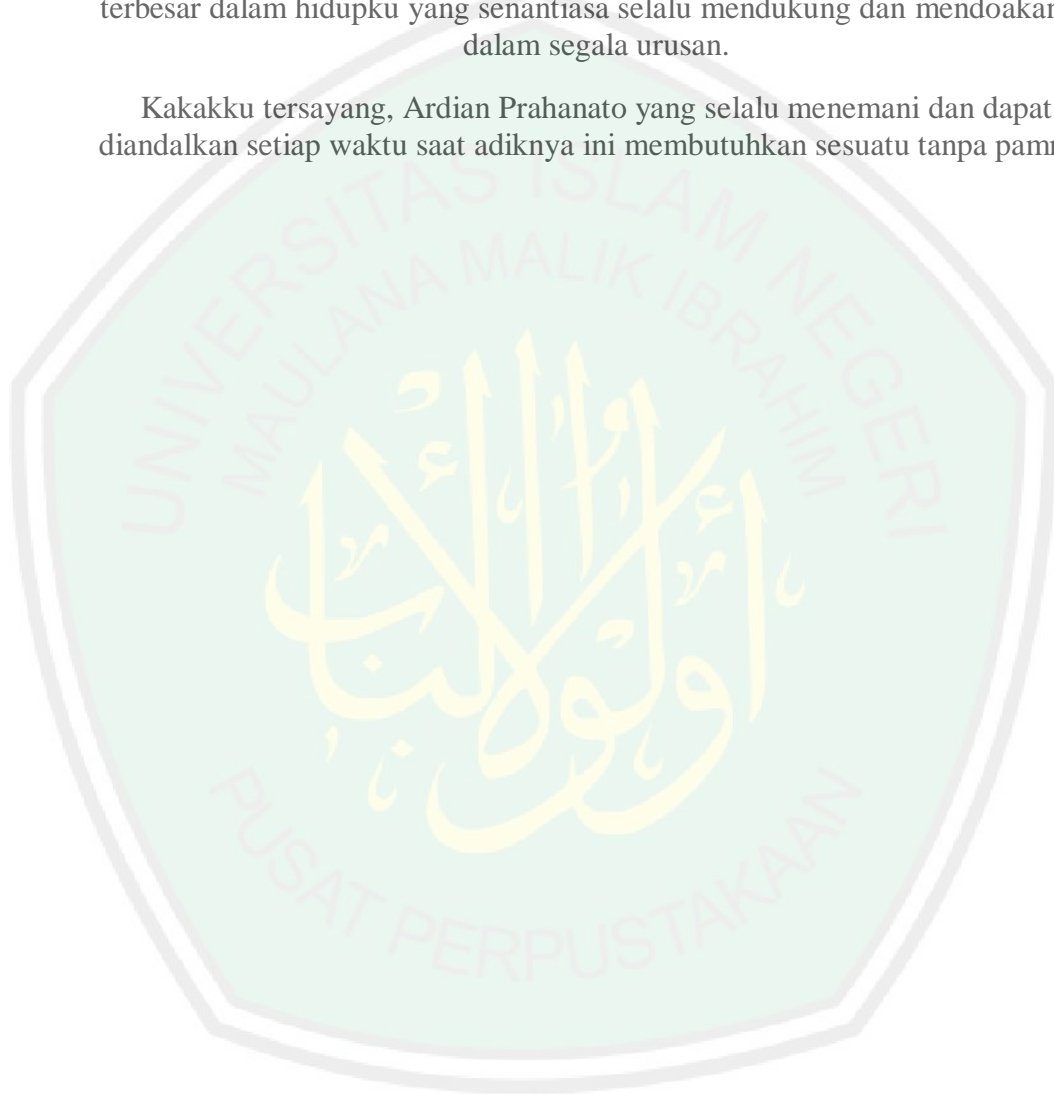 terbesar dalam hidupku yang senantiasa selalu mendukung dan mendoakan
dalam segala urusan.
Kakakku tersayang, Ardian Prahanato yang selalu menemani dan dapat
diandalkan setiap waktu saat adiknya ini membutuhkan sesuatu tanpa
UNIVERSITAS ISLAM NEGERI
MAULANA MALIK IBRAHIM
أولوا الألباب
PUSAT PERPUSTAKAAN